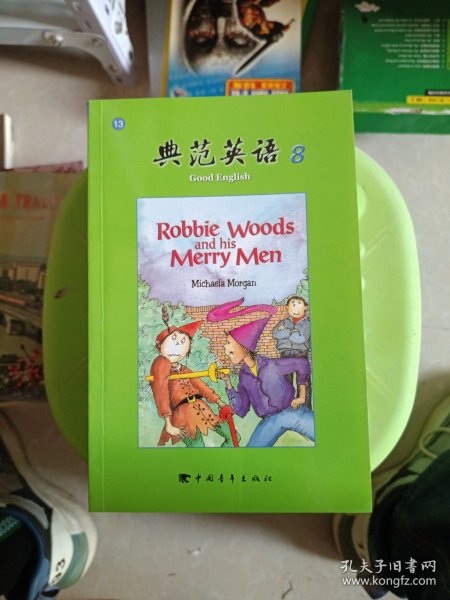 13
典范英语 8
Good English
Robbie Woods
and his
Merry Men
Michaela Morgan
中国青年出版社
孔夫子旧书网
www.kongfz.com